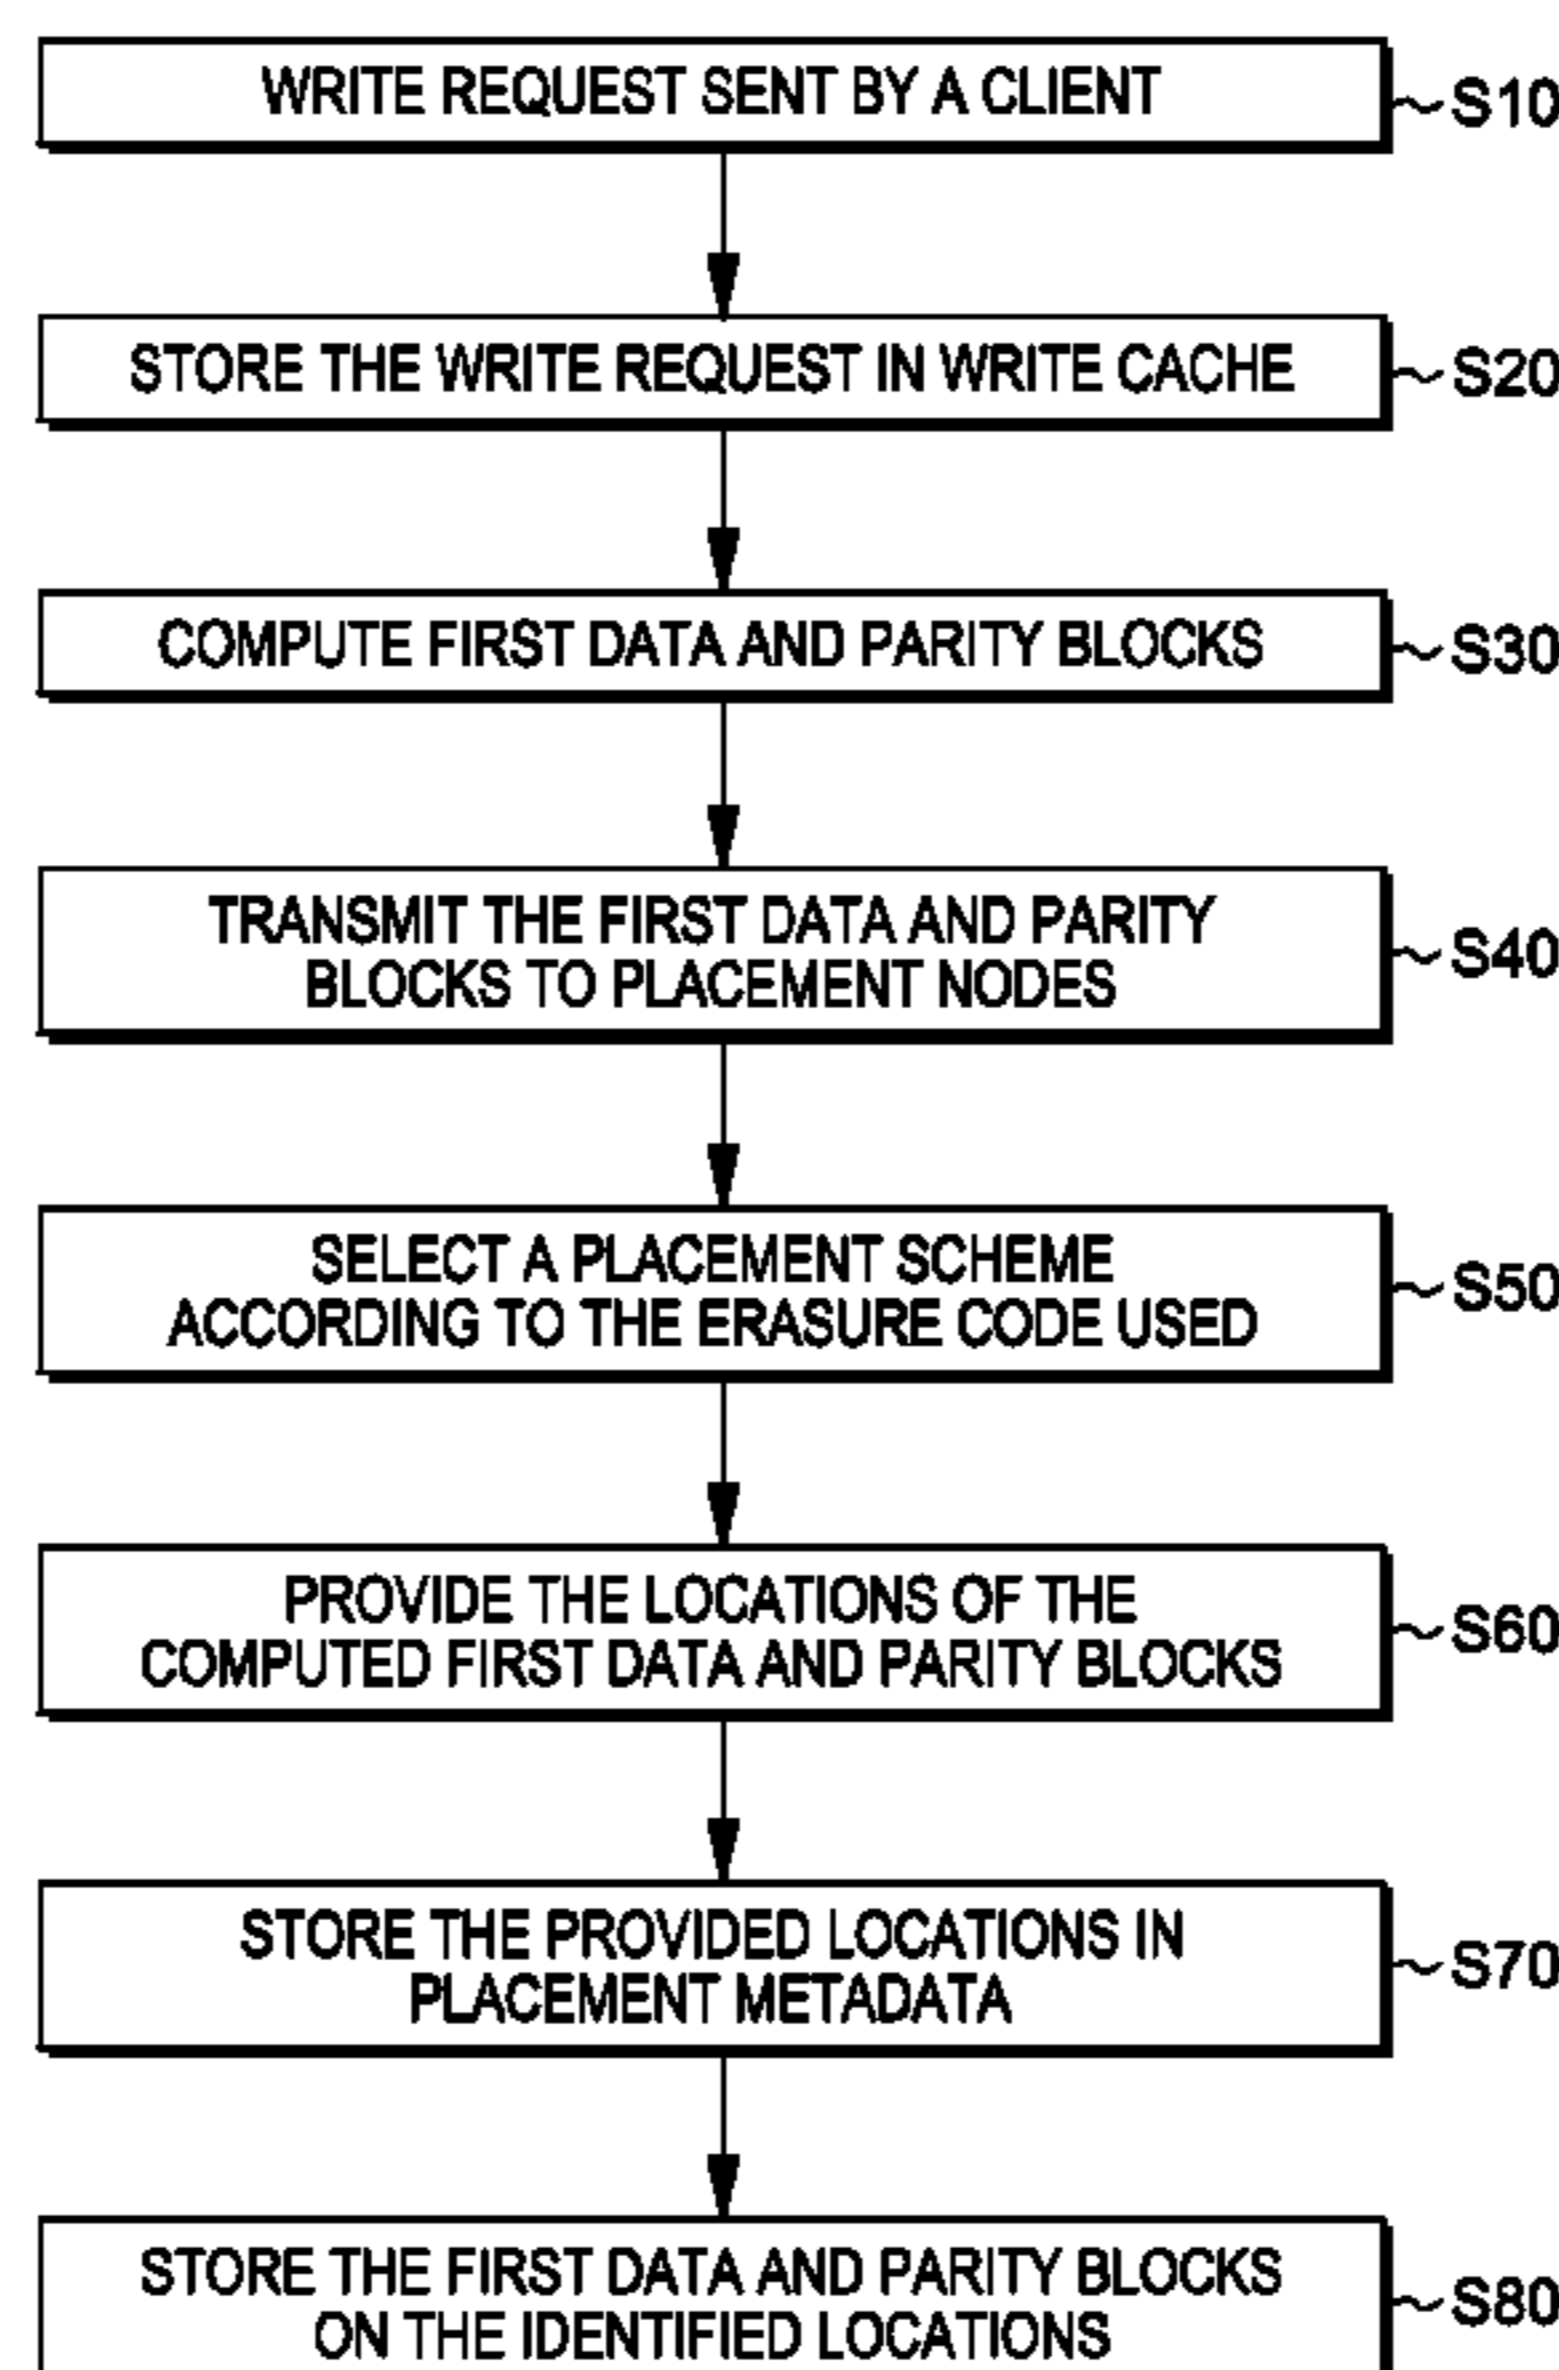 WRITE REQUEST SENT BY A CLIENT
S10
STORE THE WRITE REQUEST IN WRITE CACHE
S20
COMPUTE FIRST DATA AND PARITY BLOCKS
S30
TRANSMIT THE FIRST DATA AND PARITY
BLOCKS TO PLACEMENT NODES
S40
SELECT A PLACEMENT SCHEME
ACCORDING TO THE ERASURE CODE USED
S50
PROVIDE THE LOCATIONS OF THE
COMPUTED FIRST DATA AND PARITY BLOCKS
S60
STORE THE PROVIDED LOCATIONS IN
PLACEMENT METADATA
S70
STORE THE FIRST DATA AND PARITY BLOCKS
ON THE IDENTIFIED LOCATIONS
S80